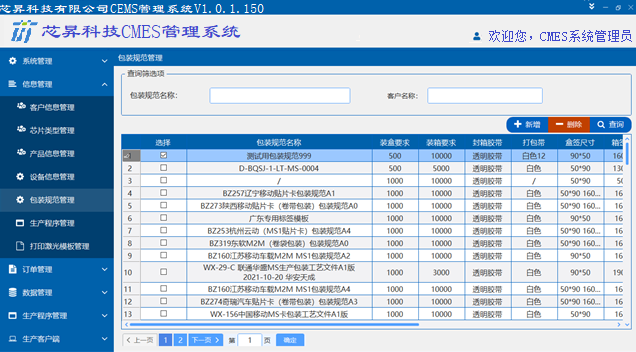 芯昇科技有限公司CEMS管理系统V1.0.1.150
芯昇科技CMES管理系统
欢迎您，CMES系统管理员
系统管理
信息管理
客户信息管理
芯片类型管理
产品信息管理
设备信息管理
包装规范管理
生产程序管理
打印激光模板管理
订单管理
数据管理
生产程序管理
生产客户端
包装规范管理
查询筛选项
包装规范名称：
客户名称：
新增 删除 查询
选择 包装规范名称 装盒要求 装箱要求 封箱胶带 打包带 盒签尺寸 箱签
1 测试用包装规范999 500 10000 透明胶带 白色12 90*50 160
2 D-BQSJ-1-LT-MS-0004 500 5000 透明胶带 白色 50*50 130
3 / 1000 10000 透明胶带 白色 / 50
4 BZ257辽宁移动贴片卡包装规范A1 1000 10000 透明胶带 白色 50*90 160... 16
5 BZ273陕西移动贴片卡（卷带包装）包装规范A0 1000 10000 透明胶带 白色 50*90 160... 16
6 广东专用标签模板 1000 10000 透明胶带 白色 90*50 16
7 BZ253杭州云动（MS1贴片卡）包装规范A4 1000 10000 透明胶带 白色 50*90 160... 16
8 BZ319东软M2M（卷袋包装）包装规范A0 1000 10000 透明胶带 白色 50*90 160... 16
9 BZ160江苏移动车载M2M MS1包装规范A2 1000 10000 透明胶带 白色 90*50 16
10 WX-29-C 联通华盛MS生产包装工艺文件A1版 2021-10-20 华安天成 1000 3000 透明胶带 白色 90*50 190
11 BZ160江苏移动车载M2M MS1包装规范A4 1000 10000 透明胶带 白色 50*90 160... 16
12 BZ274奇瑞汽车贴片卡（卷带包装）包装规范A3 1000 10000 透明胶带 白色 50*90 160... 16
13 WX-156中国移动MS卡包装工艺文件A1版 1000 10000 透明胶带 白色 90*50 16
上一页 1 2 下一页 第 1 页 确定